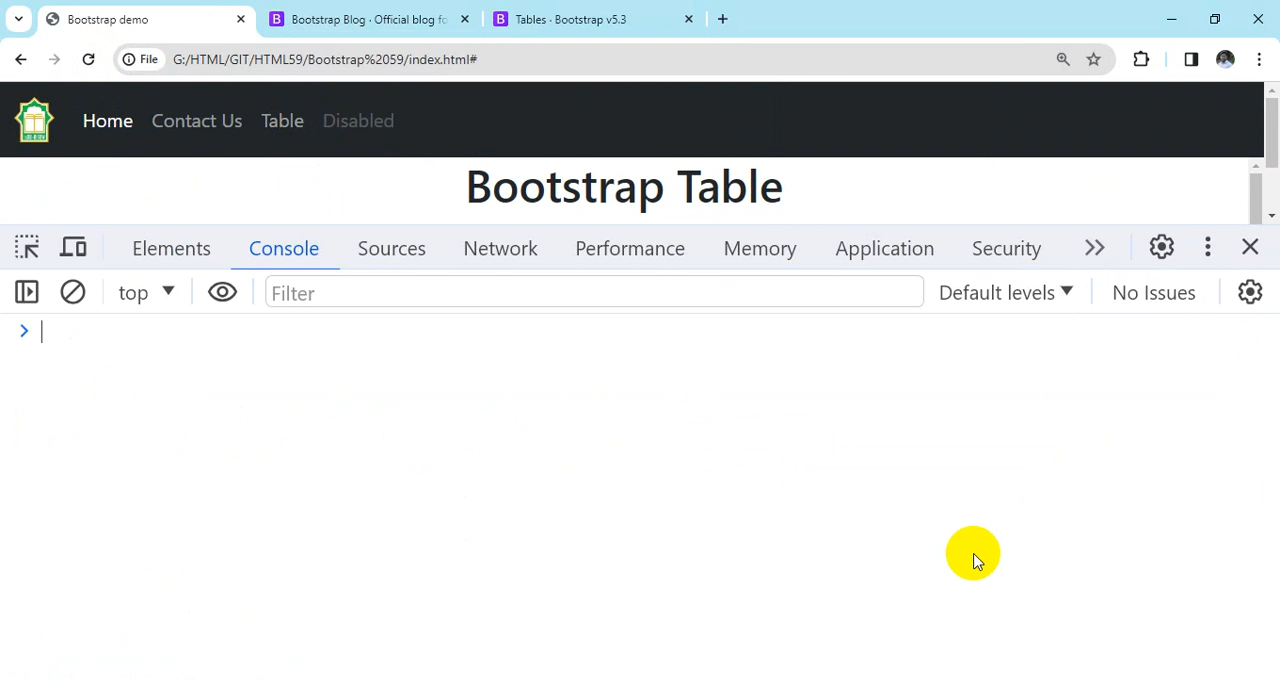 Bootstrap demo
Bootstrap Blog · Official blog fo
Tables · Bootstrap v5.3
File
G:/HTML/GIT/HTML59/Bootstrap%2059/index.html#
Home
Contact Us
Table
Disabled
Bootstrap Table
Elements
Console
Sources
Network
Performance
Memory
Application
Security
top
Filter
Default levels
No Issues